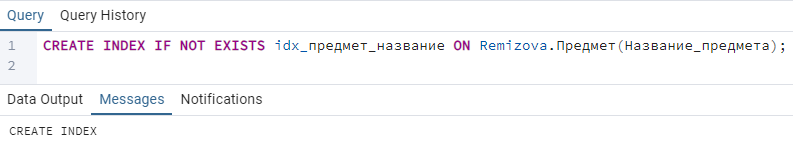 Query Query History
1 CREATE INDEX IF NOT EXISTS idx_предмет_название ON Remizova.Предмет(Название_предмета);
2
Data Output Messages Notifications
CREATE INDEX